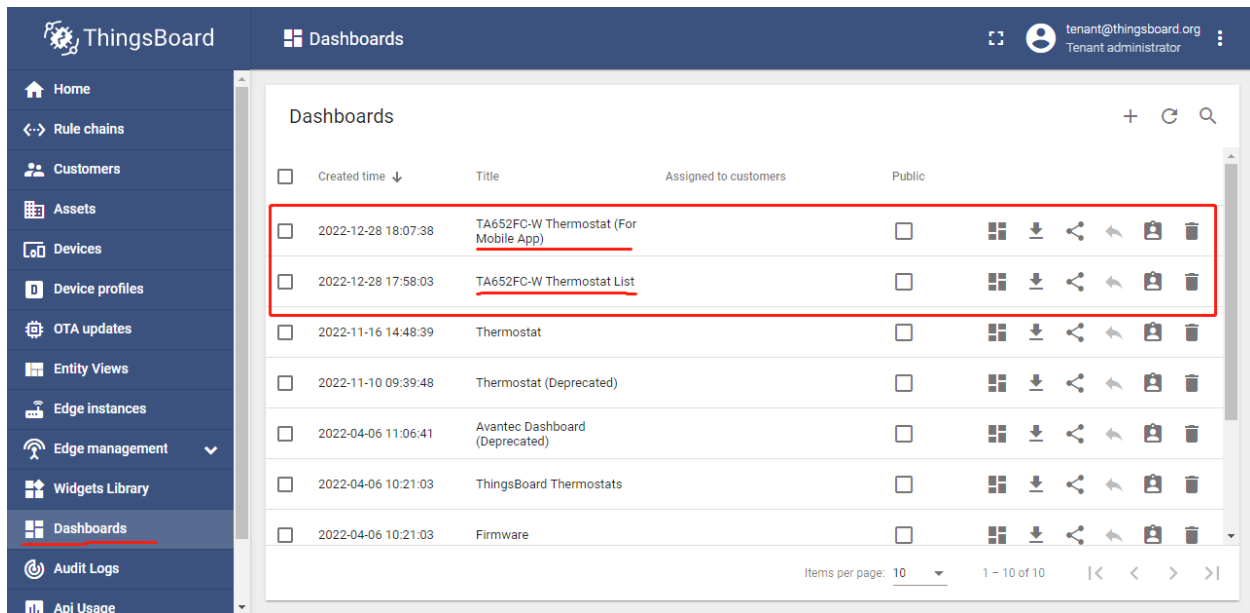 ThingsBoard
Dashboards
tenant@thingsboard.org
Tenant administrator
Home
Rule chains
Customers
Assets
Devices
D Device profiles
OTA updates
Entity Views
Edge instances
Edge management
Widgets Library
Dashboards
Audit Logs
Api Usage
Dashboards
Created time Title Assigned to customers Public
2022-12-28 18:07:38 TA652FC-W Thermostat (For
Mobile App)
2022-12-28 17:58:03 TA652FC-W Thermostat List
2022-11-16 14:48:39 Thermostat
2022-11-10 09:39:48 Thermostat (Deprecated)
2022-04-06 11:06:41 Avantec Dashboard
(Deprecated)
2022-04-06 10:21:03 ThingsBoard Thermostats
2022-04-06 10:21:03 Firmware
Items per page: 10 1 – 10 of 10